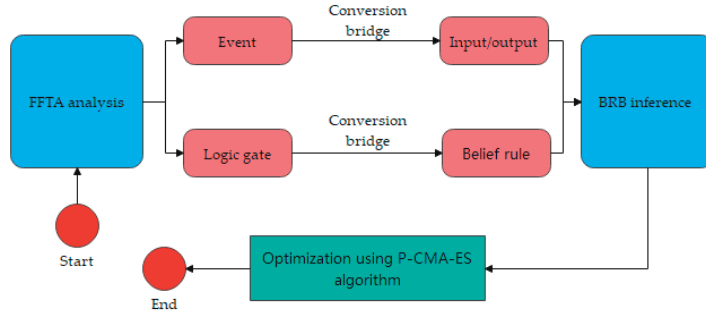 Conversion
bridge
Event
Input/output
FFTA analysis
BRB inference
Conversion
bridge
Logic gate
Belief rule
Start
Optimization using P-CMA-ES
algorithm
End